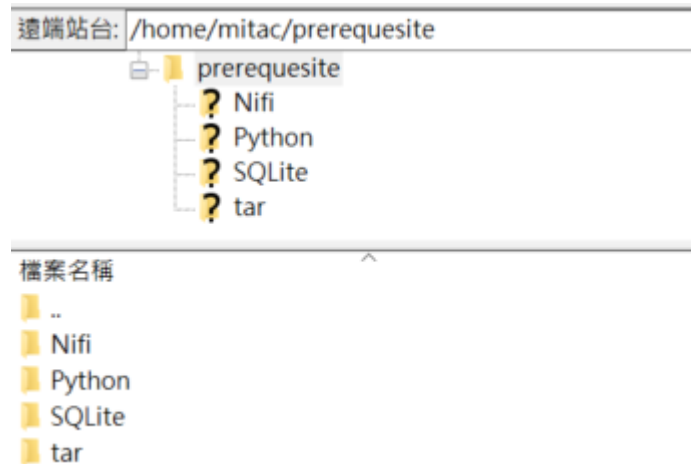 遠端站台: /home/mitac/prerequesite
prerequesite
Nifi
Python
SQLite
tar
檔案名稱
..
Nifi
Python
SQLite
tar